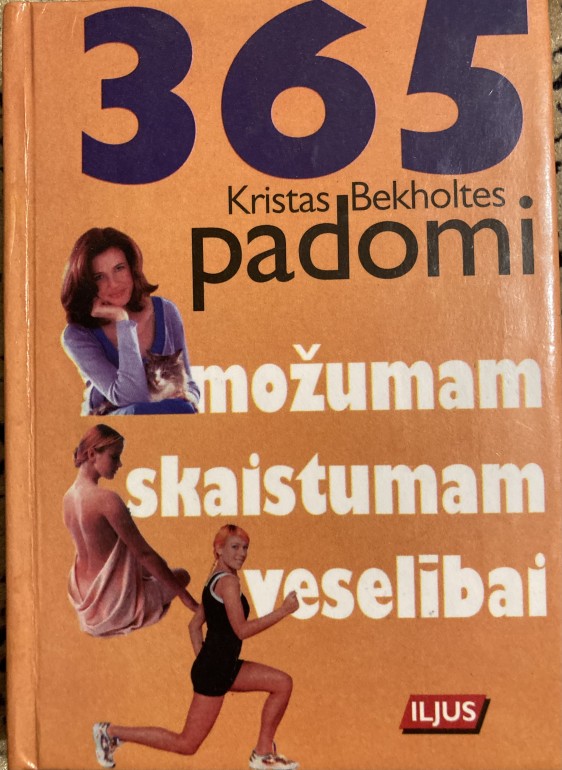 365
Kristas Bekholtes
padomi
možumam
skaistumam
veselībai
ILJUS